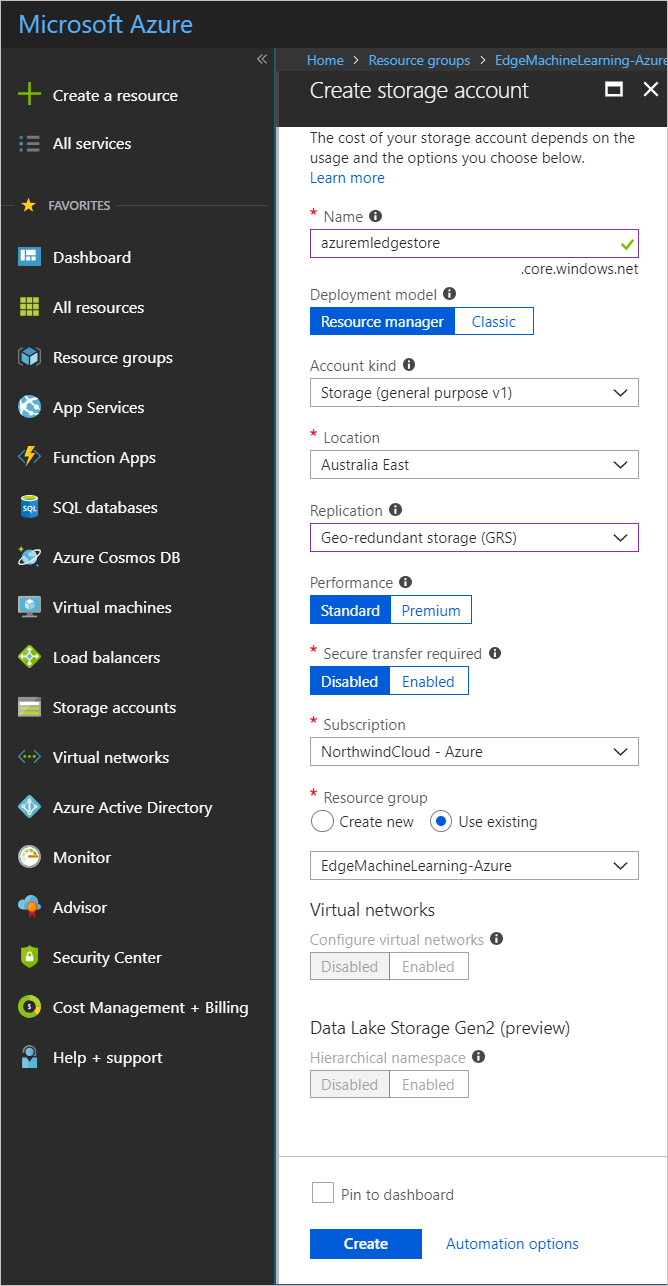 Microsoft Azure
«
Home > Resource groups > EdgeMachineLearning-Azure
Create a resource
All services
FAVORITES
Dashboard
All resources
Resource groups
App Services
Function Apps
SQL databases
Azure Cosmos DB
Virtual machines
Load balancers
Storage accounts
Virtual networks
Azure Active Directory
Monitor
Advisor
Security Center
Cost Management + Billing
Help + support
Create storage account
The cost of your storage account depends on the
usage and the options you choose below.
Learn more
* Name
azuremledgestore
.core.windows.net
Deployment model
Resource manager Classic
Account kind
Storage (general purpose v1)
* Location
Australia East
Replication
Geo-redundant storage (GRS)
Performance
Standard Premium
* Secure transfer required
Disabled Enabled
* Subscription
NorthwindCloud - Azure
* Resource group
Create new Use existing
EdgeMachineLearning-Azure
Virtual networks
Configure virtual networks
Disabled Enabled
Data Lake Storage Gen2 (preview)
Hierarchical namespace
Disabled Enabled
Pin to dashboard
Create Automation options